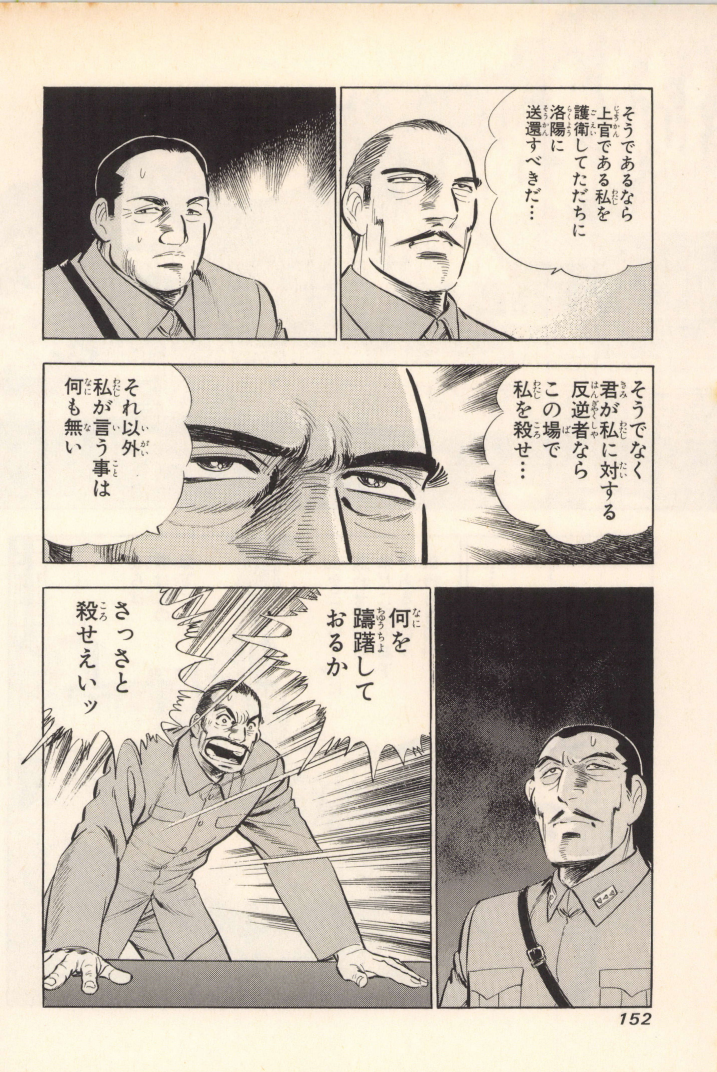 そうであるなら
上官である私を
護衛してただちに
洛陽に
送還すべきだ…
そうでなく
君が私に対する
反逆者なら
この場で
私を殺せ…
それ以外
私が言う事は
何も無い
何を
躊躇して
おるか
さっさと
殺せえいッ
152